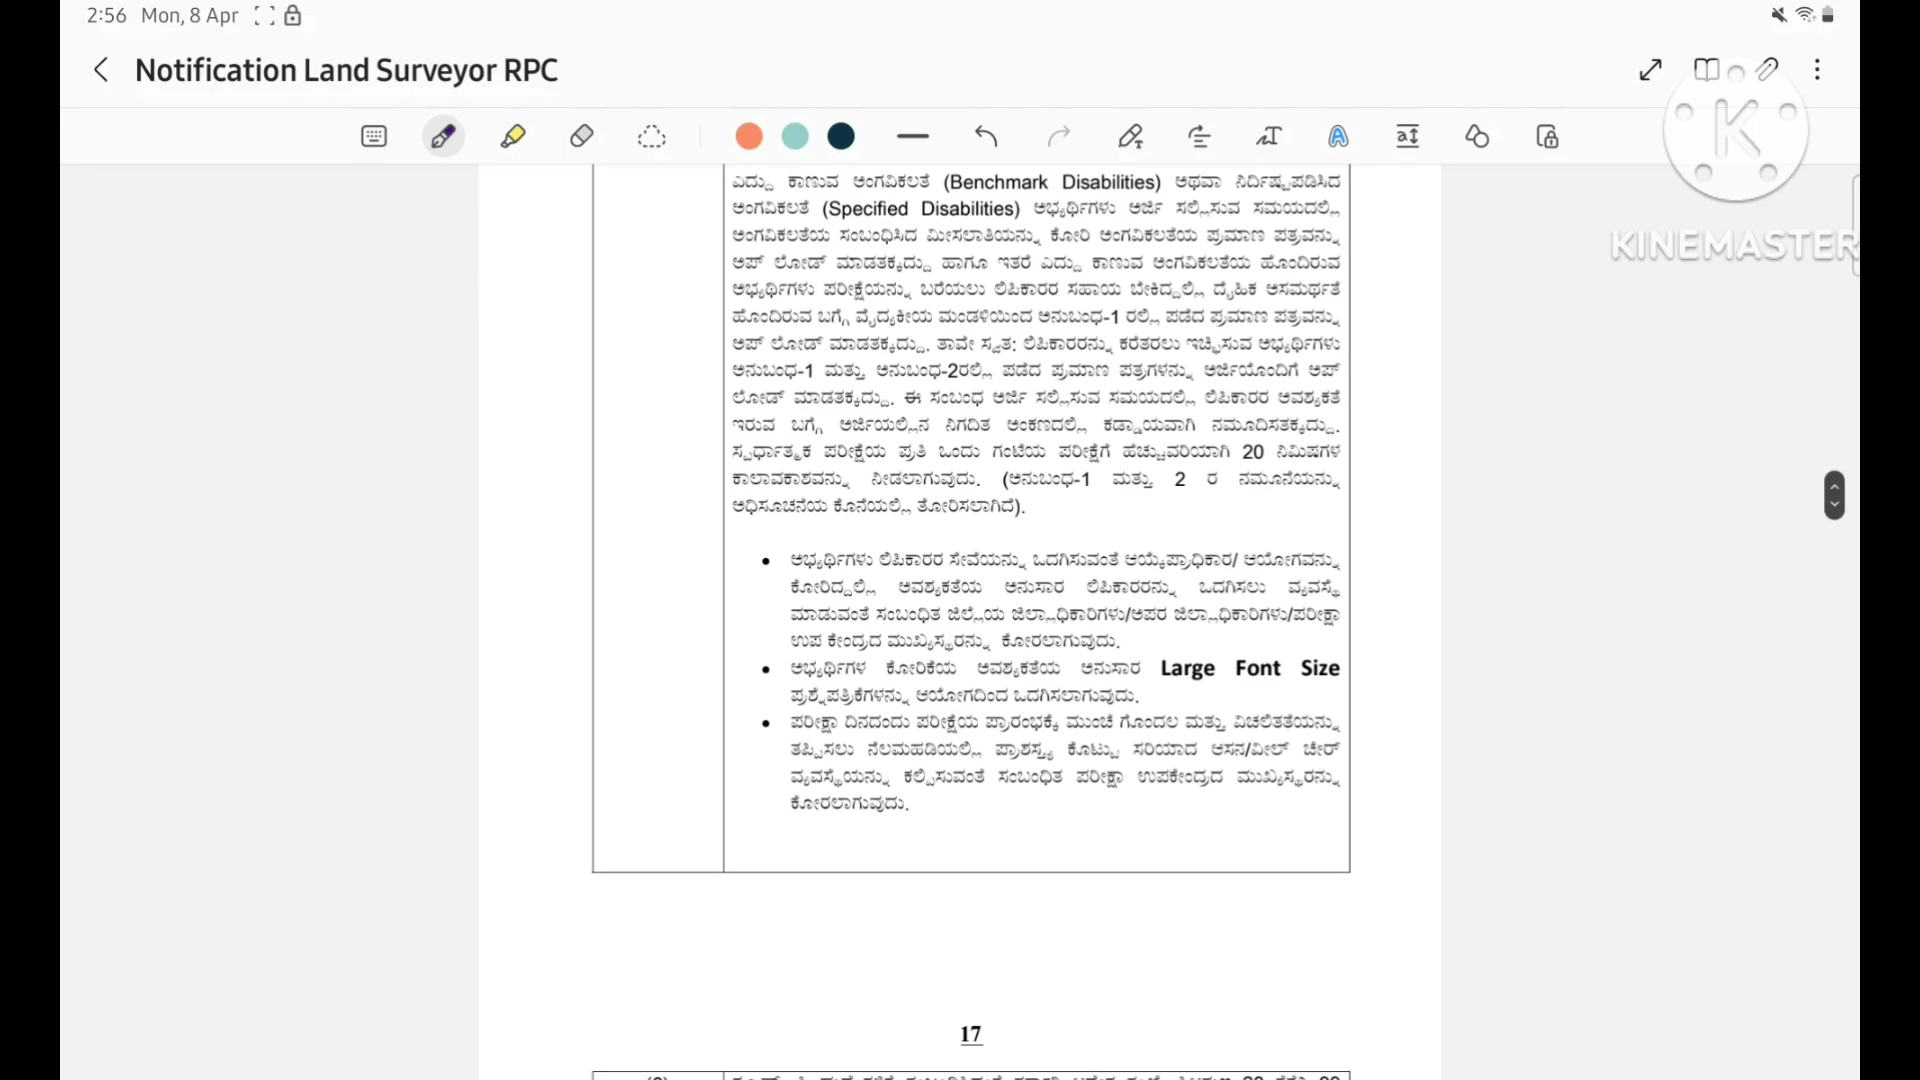 2:56 Mon, 8 Apr
Notification Land Surveyor RPC
KINEMASTER
ಎದ್ದು ಕಾಣುವ ಅಂಗವಿಕಲತೆ (Benchmark Disabilities) ಅಥವಾ ನಿರ್ದಿಷ್ಟಪಡಿಸಿದ
ಅಂಗವಿಕಲತೆ (Specified Disabilities) ಅಭ್ಯರ್ಥಿಗಳು ಅರ್ಜಿ ಸಲ್ಲಿಸುವ ಸಮಯದಲ್ಲಿ
ಅಂಗವಿಕಲತೆಯ ಸಂಬಂಧಿಸಿದ ಮೀಸಲಾತಿಯನ್ನು ಕೋರಿ ಅಂಗವಿಕಲತೆಯ ಪ್ರಮಾಣ ಪತ್ರವನ್ನು
ಅಪ್ ಲೋಡ್ ಮಾಡತಕ್ಕದ್ದು ಹಾಗೂ ಇತರೆ ಎದ್ದು ಕಾಣುವ ಅಂಗವಿಕಲತೆಯ ಹೊಂದಿರುವ
ಅಭ್ಯರ್ಥಿಗಳು ಪರೀಕ್ಷೆಯನ್ನು ಬರೆಯಲು ಲಿಪಿಕಾರರ ಸಹಾಯ ಬೇಕಿದ್ದಲ್ಲಿ ದೈಹಿಕ ಅಸಮರ್ಥತೆ
ಹೊಂದಿರುವ ಬಗ್ಗೆ ವೈದ್ಯಕೀಯ ಮಂಡಳಿಯಿಂದ ಅನುಬಂಧ-1 ರಲ್ಲಿ ಪಡೆದ ಪ್ರಮಾಣ ಪತ್ರವನ್ನು
ಅಪ್ ಲೋಡ್ ಮಾಡತಕ್ಕದ್ದು. ತಾವೇ ಸ್ವತ: ಲಿಪಿಕಾರರನ್ನು ಕರೆತರಲು ಇಚ್ಛಿಸುವ ಅಭ್ಯರ್ಥಿಗಳು
ಅನುಬಂಧ-1 ಮತ್ತು ಅನುಬಂಧ-2ರಲ್ಲಿ ಪಡೆದ ಪ್ರಮಾಣ ಪತ್ರಗಳನ್ನು ಅರ್ಜಿಯೊಂದಿಗೆ ಅಪ್
ಲೋಡ್ ಮಾಡತಕ್ಕದ್ದು. ಈ ಸಂಬಂಧ ಅರ್ಜಿ ಸಲ್ಲಿಸುವ ಸಮಯದಲ್ಲಿ ಲಿಪಿಕಾರರ ಅವಶ್ಯಕತೆ
ಇರುವ ಬಗ್ಗೆ ಅರ್ಜಿಯಲ್ಲಿನ ನಿಗದಿತ ಅಂಕಣದಲ್ಲಿ ಕಡ್ಡಾಯವಾಗಿ ನಮೂದಿಸತಕ್ಕದ್ದು.
ಸ್ಪರ್ಧಾತ್ಮಕ ಪರೀಕ್ಷೆಯ ಪ್ರತಿ ಒಂದು ಗಂಟೆಯ ಪರೀಕ್ಷೆಗೆ ಹೆಚ್ಚುವರಿಯಾಗಿ 20 ನಿಮಿಷಗಳ
ಕಾಲಾವಕಾಶವನ್ನು ನೀಡಲಾಗುವುದು. (ಅನುಬಂಧ-1 ಮತ್ತು 2 ರ ನಮೂನೆಯನ್ನು
ಅಧಿಸೂಚನೆಯ ಕೊನೆಯಲ್ಲಿ ತೋರಿಸಲಾಗಿದೆ).
• ಅಭ್ಯರ್ಥಿಗಳು ಲಿಪಿಕಾರರ ಸೇವೆಯನ್ನು ಒದಗಿಸುವಂತೆ ಆಯ್ಕೆಪ್ರಾಧಿಕಾರ/ ಆಯೋಗವನ್ನು
ಕೋರಿದ್ದಲ್ಲಿ ಅವಶ್ಯಕತೆಯ ಅನುಸಾರ ಲಿಪಿಕಾರರನ್ನು ಒದಗಿಸಲು ವ್ಯವಸ್ಥೆ
ಮಾಡುವಂತೆ ಸಂಬಂಧಿತ ಜಿಲ್ಲೆಯ ಜಿಲ್ಲಾಧಿಕಾರಿಗಳು/ಅಪರ ಜಿಲ್ಲಾಧಿಕಾರಿಗಳು/ಪರೀಕ್ಷಾ
ಉಪ ಕೇಂದ್ರದ ಮುಖ್ಯಸ್ಥರನ್ನು ಕೋರಲಾಗುವುದು.
• ಅಭ್ಯರ್ಥಿಗಳ ಕೋರಿಕೆಯ ಅವಶ್ಯಕತೆಯ ಅನುಸಾರ Large Font Size
ಪ್ರಶ್ನೆಪತ್ರಿಕೆಗಳನ್ನು ಆಯೋಗದಿಂದ ಒದಗಿಸಲಾಗುವುದು.
• ಪರೀಕ್ಷಾ ದಿನದಂದು ಪರೀಕ್ಷೆಯ ಪ್ರಾರಂಭಕ್ಕೆ ಮುಂಚೆ ಗೊಂದಲ ಮತ್ತು ವಿಚಲಿತತೆಯನ್ನು
ತಪ್ಪಿಸಲು ನೆಲಮಹಡಿಯಲ್ಲಿ ಪ್ರಾಶಸ್ತ್ಯ ಕೊಟ್ಟು ಸರಿಯಾದ ಆಸನ/ವೀಲ್ ಚೇರ್
ವ್ಯವಸ್ಥೆಯನ್ನು ಕಲ್ಪಿಸುವಂತೆ ಸಂಬಂಧಿತ ಪರೀಕ್ಷಾ ಉಪಕೇಂದ್ರದ ಮುಖ್ಯಸ್ಥರನ್ನು
ಕೋರಲಾಗುವುದು.
17